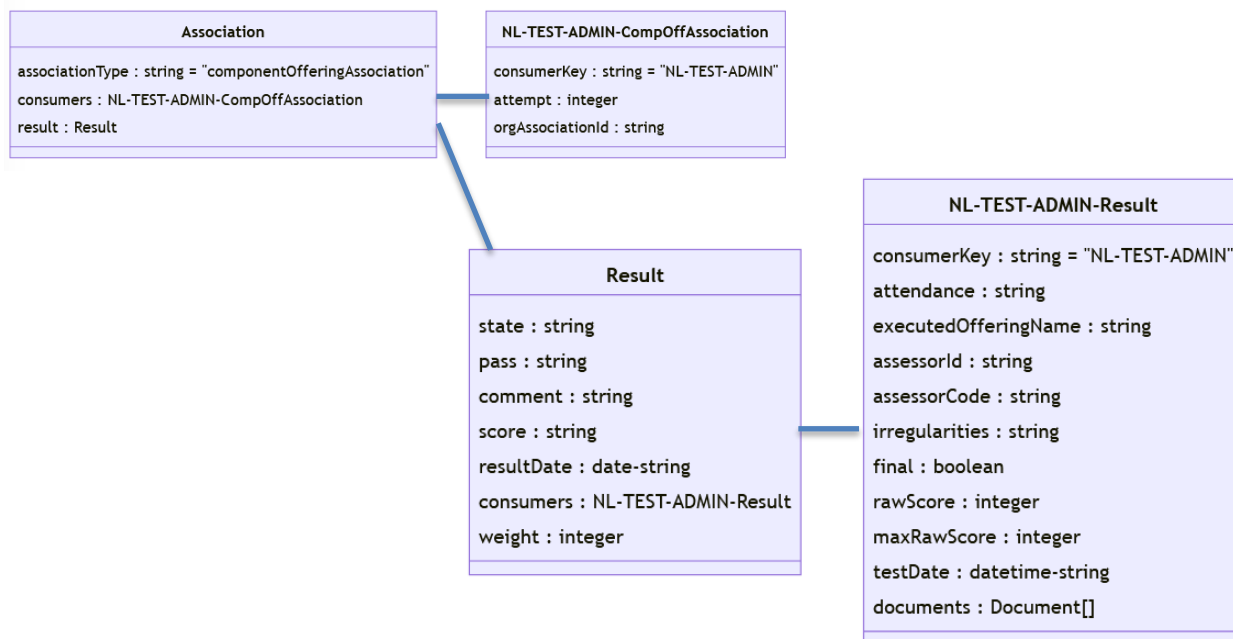 Association
associationType : string = "componentOfferingAssociation"
consumers : NL-TEST-ADMIN-CompOffAssociation
result : Result
NL-TEST-ADMIN-CompOffAssociation
consumerKey : string = "NL-TEST-ADMIN"
attempt : integer
orgAssociationId : string
Result
state : string
pass : string
comment : string
score : string
resultDate : date-string
consumers : NL-TEST-ADMIN-Result
weight : integer
NL-TEST-ADMIN-Result
consumerKey : string = "NL-TEST-ADMIN"
attendance : string
executedOfferingName : string
assessorId : string
assessorCode : string
irregularities : string
final : boolean
rawScore : integer
maxRawScore : integer
testDate : datetime-string
documents : Document[]